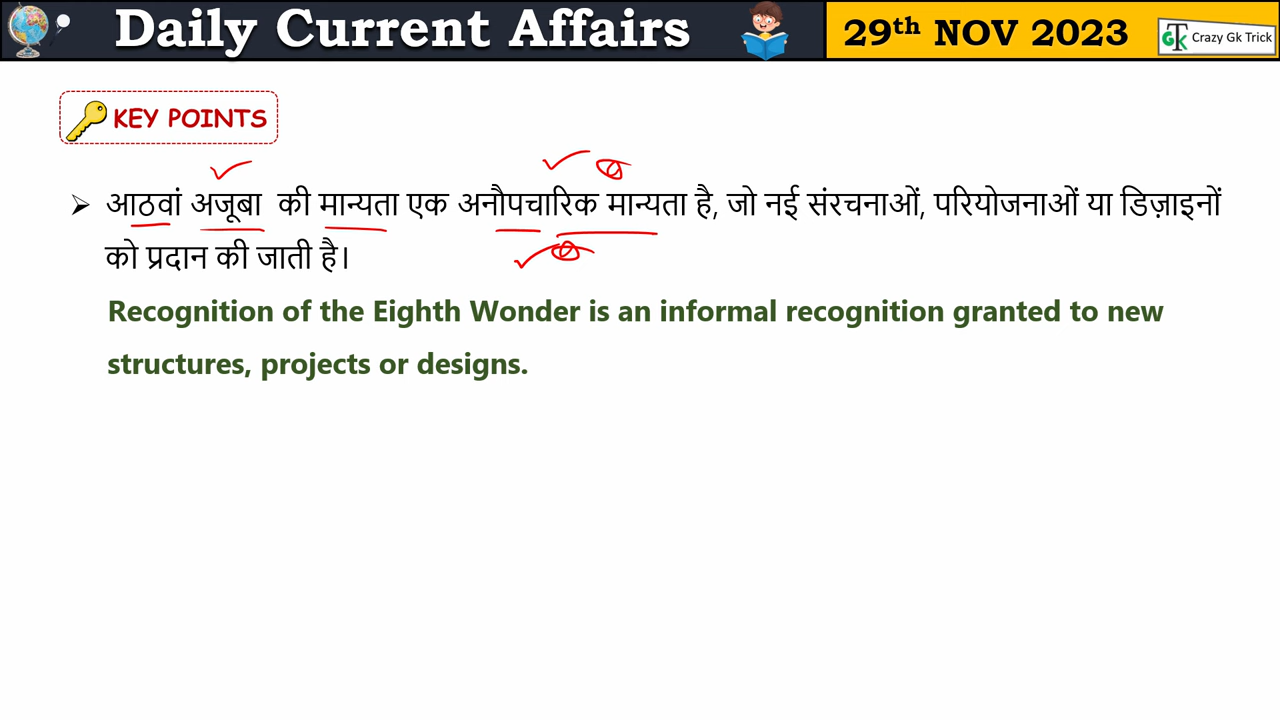 Daily Current Affairs
29th NOV 2023
GTK Crazy Gk Trick
KEY POINTS
➢ आठवां अजूबा की मान्यता एक अनौपचारिक मान्यता है, जो नई संरचनाओं, परियोजनाओं या डिज़ाइनों
को प्रदान की जाती है।
Recognition of the Eighth Wonder is an informal recognition granted to new
structures, projects or designs.